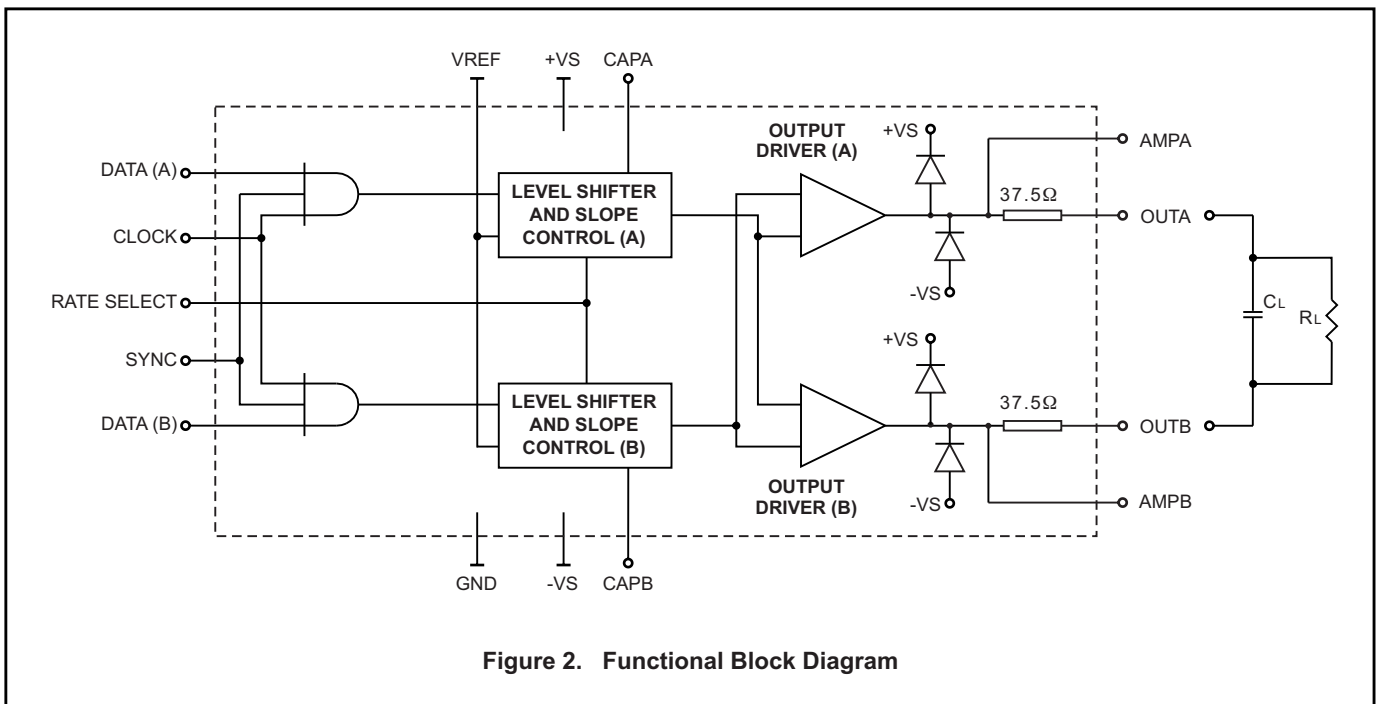 VREF +VS CAPA
OUTPUT
DRIVER (A)
+VS
AMPA
DATA (A)
LEVEL SHIFTER
AND SLOPE
CONTROL (A)
37.5Ω
OUTA
CLOCK
-VS
RATE SELECT
CL
RL
SYNC
+VS
LEVEL SHIFTER
AND SLOPE
CONTROL (B)
37.5Ω
DATA (B)
OUTB
OUTPUT
DRIVER (B)
-VS
AMPB
GND -VS CAPB
Figure 2. Functional Block Diagram